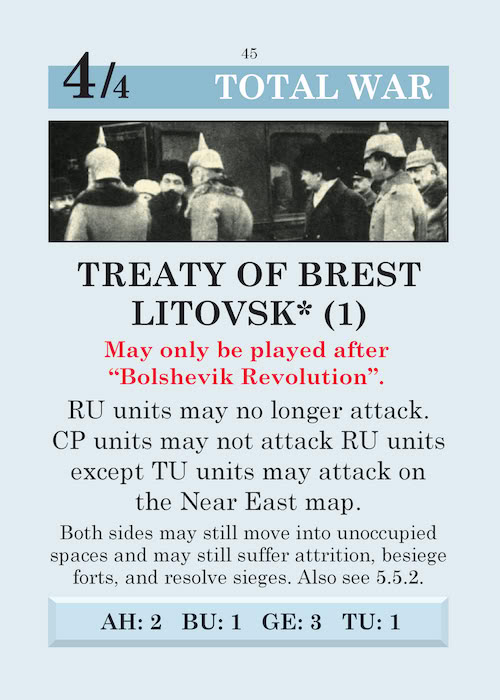 45
4/4 TOTAL WAR
TREATY OF BREST
LITOVSK* (1)
May only be played after
“Bolshevik Revolution”.
RU units may no longer attack.
CP units may not attack RU units
except TU units may attack on
the Near East map.
Both sides may still move into unoccupied
spaces and may still suffer attrition, besiege
forts, and resolve sieges. Also see 5.5.2.
AH: 2 BU: 1 GE: 3 TU: 1